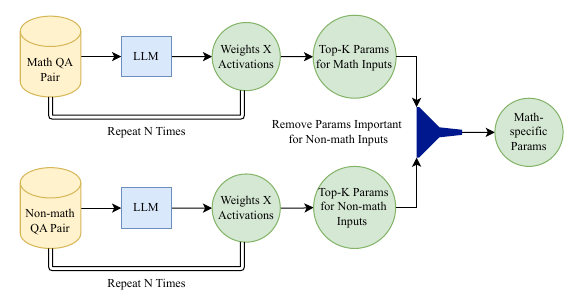 Math QA
Pair
LLM
Weights X
Activations
Top-K Params
for Math Inputs
Repeat N Times
Remove Params Important
for Non-math Inputs
Math-
specific
Params
Non-math
QA Pair
LLM
Weights X
Activations
Top-K Params
for Non-math
Inputs
Repeat N Times